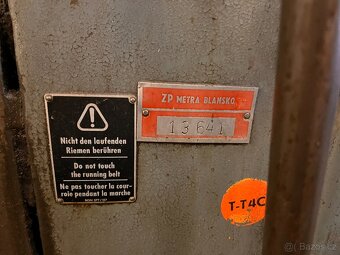 ZP METRA BLANSKO
13641
Nicht den laufenden
Riemen berühren
Do not touch
the running belt
Ne pas toucher la cour-
roie pendant la marche
T-T4C